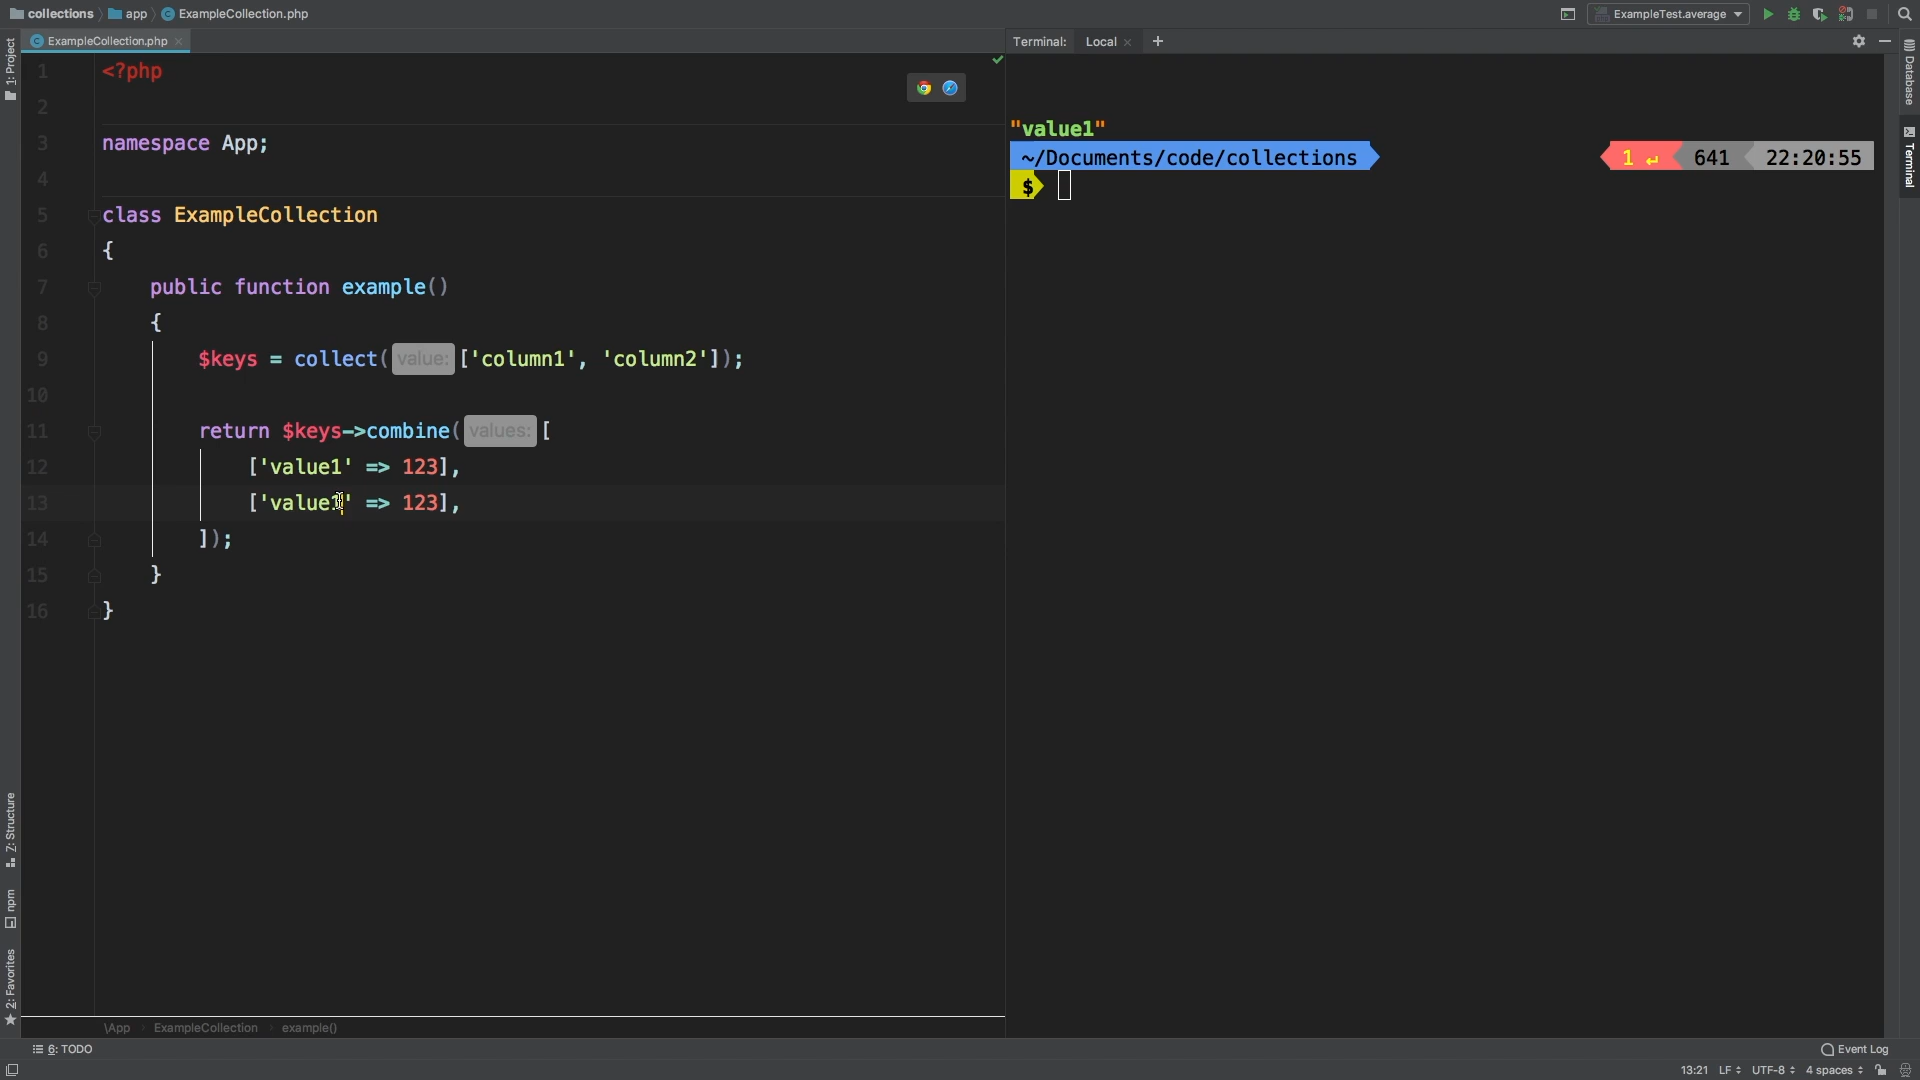 collections app ExampleCollection.php
ExampleTest.average
1: Project
ExampleCollection.php
Terminal: Local +
Database
Terminal
1 <?php
2
3 namespace App;
4
5 class ExampleCollection
6 {
7 public function example()
8 {
9 $keys = collect( value: ['column1', 'column2']);
10
11 return $keys->combine( values: [
12 ['value1' => 123],
13 ['value1' => 123],
14 ]);
15 }
16 }
"value1"
~/Documents/code/collections 1 ↵ 641 22:20:55
$
Z: Structure
npm
2: Favorites
\App › ExampleCollection › example()
6: TODO
Event Log
13:21 LF UTF-8 4 spaces